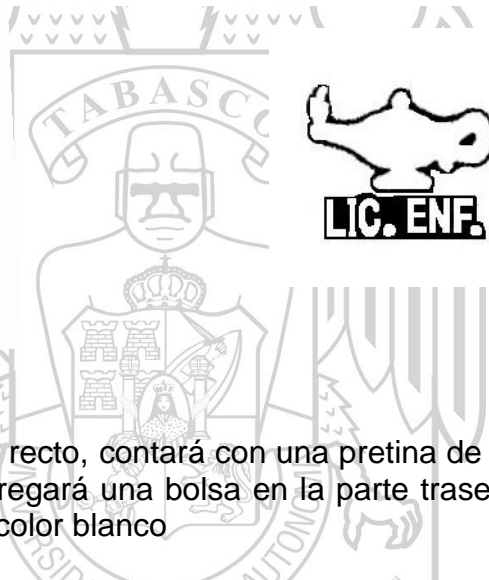 TABASCO
LIC. ENF.
recto, contará con una pretina de
regará una bolsa en la parte trase
color blanco